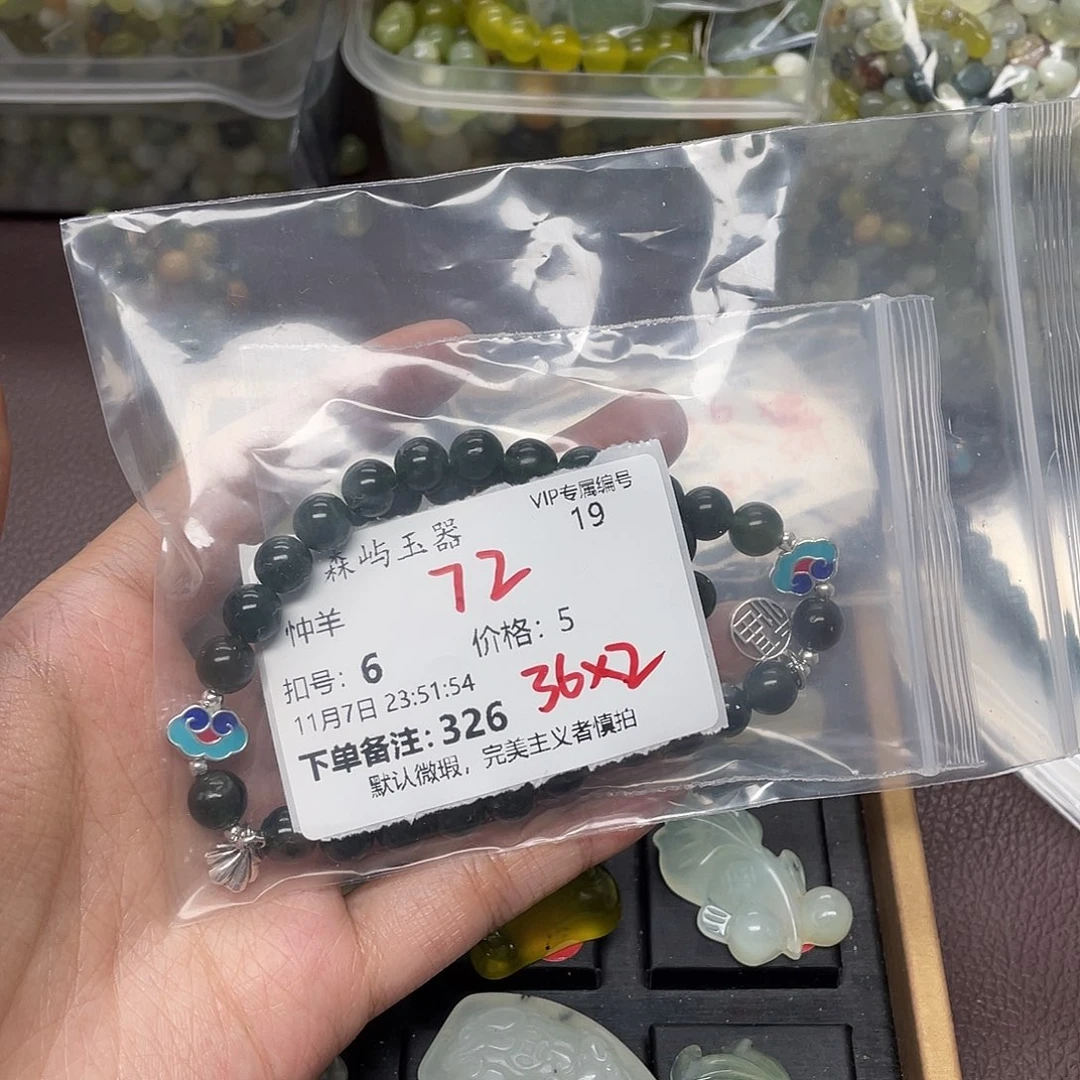 VIP专属编号
19
森屿玉器
72
忡羊
价格：5
扣号：6
36×2
11月7日 23:51:54
下单备注：326
默认微瑕，完美主义者慎拍